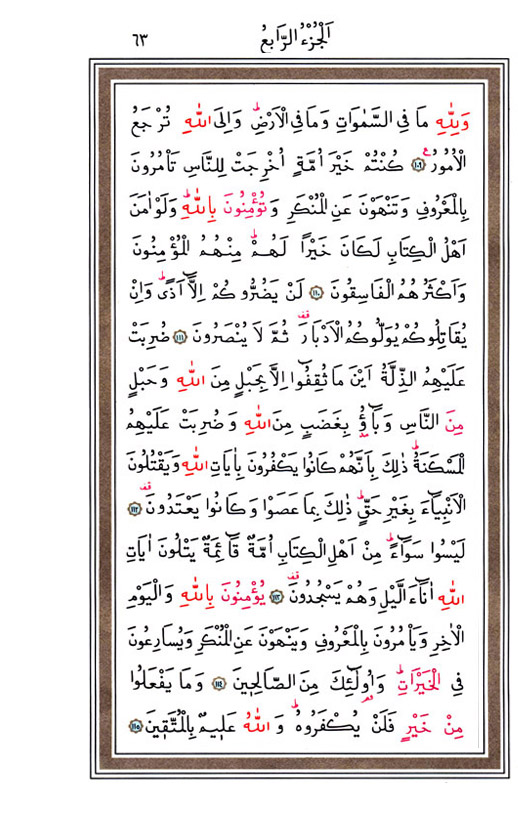 اَلْجُزْءُ الرَّابِعُ
٦٣
وَلِلّٰهِ مَا فِي السَّمٰوَاتِ وَمَا فِي الْاَرْضِۜ وَاِلَى اللّٰهِ تُرْجَعُ
الْاُمُورُ۟ ﴿١٠٩﴾ كُنْتُمْ خَيْرَ اُمَّةٍ اُخْرِجَتْ لِلنَّاسِ تَأْمُرُونَ
بِالْمَعْرُوفِ وَتَنْهَوْنَ عَنِ الْمُنْكَرِ وَتُؤْمِنُونَ بِاللّٰهِۜ وَلَوْ اٰمَنَ
اَهْلُ الْكِتَابِ لَكَانَ خَيْرًا لَهُمْۜ مِنْهُمُ الْمُؤْمِنُونَ
وَاَكْثَرُهُمُ الْفَاسِقُونَ ﴿١١٠﴾ لَنْ يَضُرُّوكُمْ اِلَّٓا اَذًىۜ وَاِنْ
يُقَاتِلُوكُمْ يُوَلُّوكُمُ الْاَدْبَارَ ثُمَّ لَا يُنْصَرُونَ ﴿١١١﴾ ضُرِبَتْ
عَلَيْهِمُ الذِّلَّةُ اَيْنَ مَا ثُقِفُٓوا اِلَّا بِحَبْلٍ مِنَ اللّٰهِ وَحَبْلٍ
مِنَ النَّاسِ وَبَٓاؤُ۫ بِغَضَبٍ مِنَ اللّٰهِ وَضُرِبَتْ عَلَيْهِمُ
الْمَسْكَنَةُۜ ذٰلِكَ بِاَنَّهُمْ كَانُوا يَكْفُرُونَ بِاٰيَاتِ اللّٰهِ وَيَقْتُلُونَ
الْاَنْبِيَٓاءَ بِغَيْرِ حَقٍّۜ ذٰلِكَ بِمَا عَصَوْا وَكَانُوا يَعْتَدُونَ ﴿١١٢﴾
لَيْسُوا سَوَٓاءًۜ مِنْ اَهْلِ الْكِتَابِ اُمَّةٌ قَٓائِمَةٌ يَتْلُونَ اٰيَاتِ
اللّٰهِ اٰنَٓاءَ الَّيْلِ وَهُمْ يَسْجُدُونَ ﴿١١٣﴾ يُؤْمِنُونَ بِاللّٰهِ وَالْيَوْمِ
الْاٰخِرِ وَيَأْمُرُونَ بِالْمَعْرُوفِ وَيَنْهَوْنَ عَنِ الْمُنْكَرِ وَيُسَارِعُونَ
فِي الْخَيْرَاتِۜ وَاُو۬لٰٓئِكَ مِنَ الصَّالِحِينَ ﴿١١٤﴾ وَمَا يَفْعَلُوا
مِنْ خَيْرٍ فَلَنْ يُكْفَرُوهُۜ وَاللّٰهُ عَلِيمٌ بِالْمُتَّقِينَ ﴿١١٥﴾